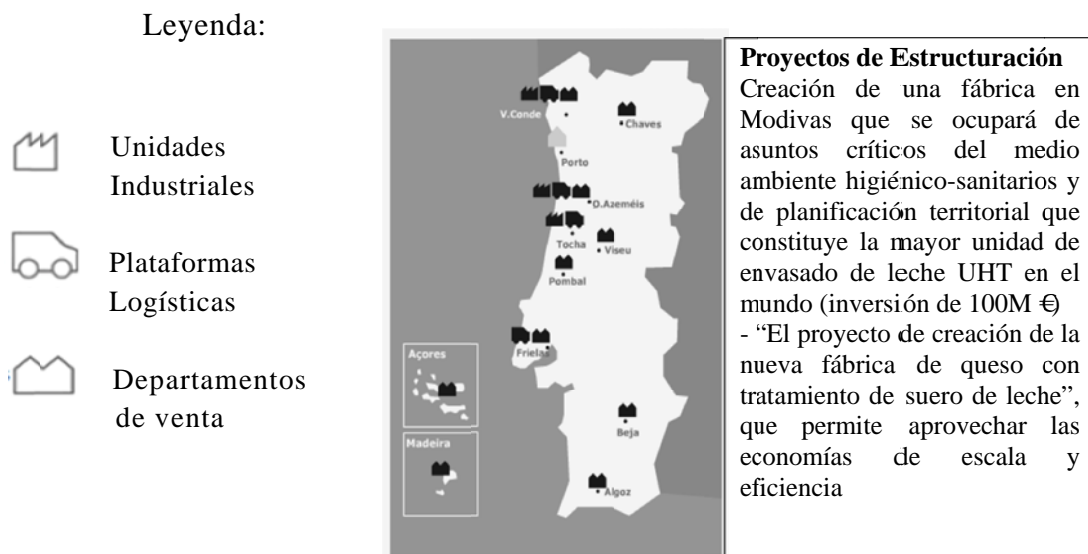 Leyenda:
Unidades
Industriales
Plataformas
Logísticas
Departamentos
de venta
V.Conde
Chaves
Porto
O.Azeméis
Tocha
Viseu
Pombal
Frielas
Açores
Beja
Madeira
Algoz
Proyectos de Estructuración
Creación de una fábrica en
Modivas que se ocupará de
asuntos críticos del medio
ambiente higiénico-sanitarios y
de planificación territorial que
constituye la mayor unidad de
envasado de leche UHT en el
mundo (inversión de 100M €)
- “El proyecto de creación de la
nueva fábrica de queso con
tratamiento de suero de leche”,
que permite aprovechar las
economías de escala y
eficiencia